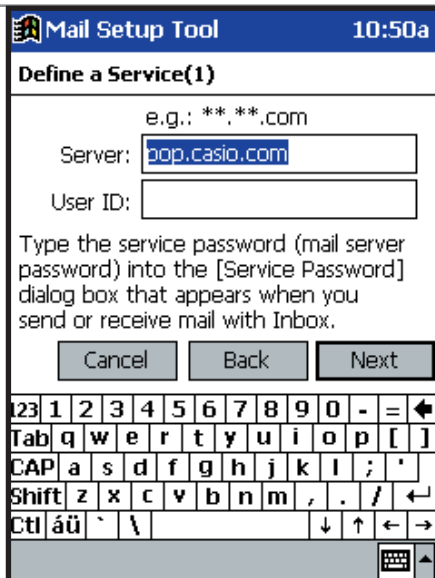 Mail Setup Tool 10:50a
Define a Service(1)
e.g.: **.**.com
Server: pop.casio.com
User ID:
Type the service password (mail server
password) into the [Service Password]
dialog box that appears when you
send or receive mail with Inbox.
Cancel Back Next
123 1 2 3 4 5 6 7 8 9 0 - = ←
Tab q w e r t y u i o p [ ]
CAP a s d f g h j k l ; '
Shift z x c v b n m , . / ↵
Ctl áü ` \ ↓ ↑ ← →